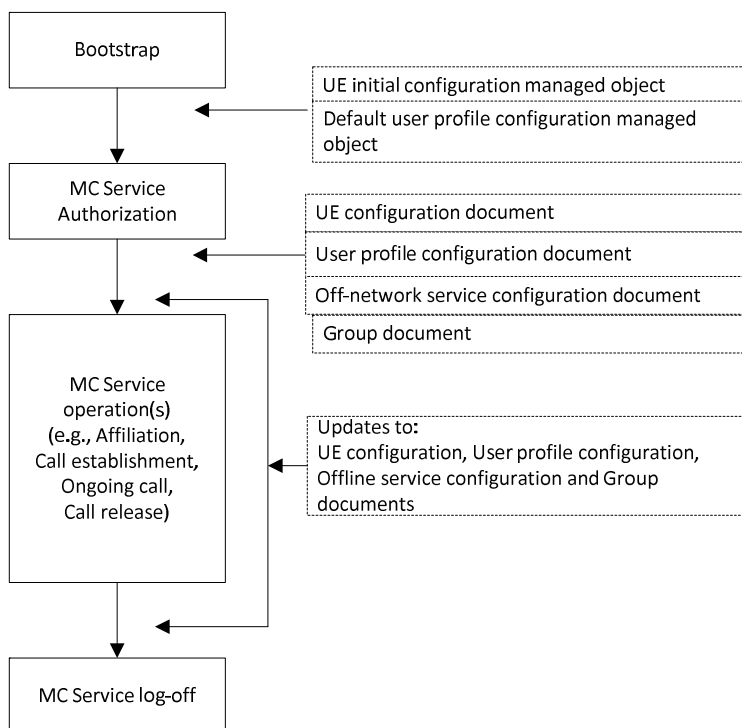 Bootstrap
UE initial configuration managed object
Default user profile configuration managed
object
MC Service
Authorization
UE configuration document
User profile configuration document
Off-network service configuration document
Group document
MC Service
operation(s)
(e.g., Affiliation,
Call establishment,
Ongoing call,
Call release)
Updates to:
UE configuration, User profile configuration,
Offline service configuration and Group
documents
MC Service log-off